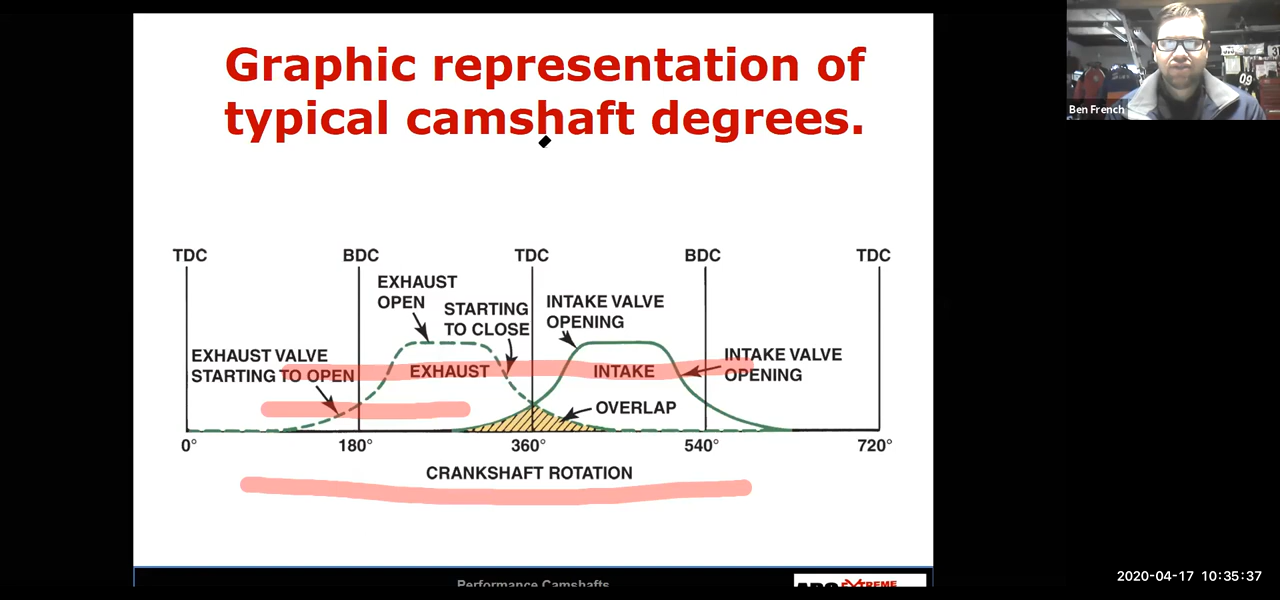 Graphic representation of
typical camshaft degrees.
Ben French
09
TDC
BDC
TDC
BDC
TDC
EXHAUST
OPEN
STARTING
TO CLOSE
INTAKE VALVE
OPENING
EXHAUST VALVE
STARTING TO OPEN
EXHAUST
INTAKE
INTAKE VALVE
OPENING
OVERLAP
0°
180°
360°
540°
720°
CRANKSHAFT ROTATION
Performance Camshafts
EXTREME
2020-04-17 10:35:37